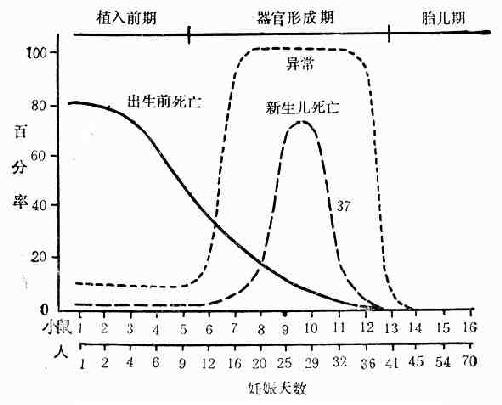 植入前期 器官形成期 胎儿期
100
异常
80
出生前死亡 新生儿死亡
百分率
60
40
37
20
0
小鼠 1 2 3 4 5 6 7 8 9 10 11 12 13 14 15 16
人 1 2 4 6 9 12 16 20 25 29 32 36 41 45 54 70
妊娠天数